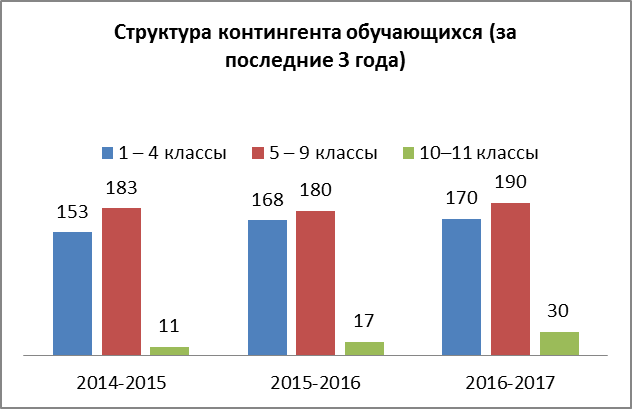 Структура контингента обучающихся (за
последние 3 года)
1 – 4 классы 5 – 9 классы 10–11 классы
153 183 11 168 180 17 170 190 30
2014-2015 2015-2016 2016-2017